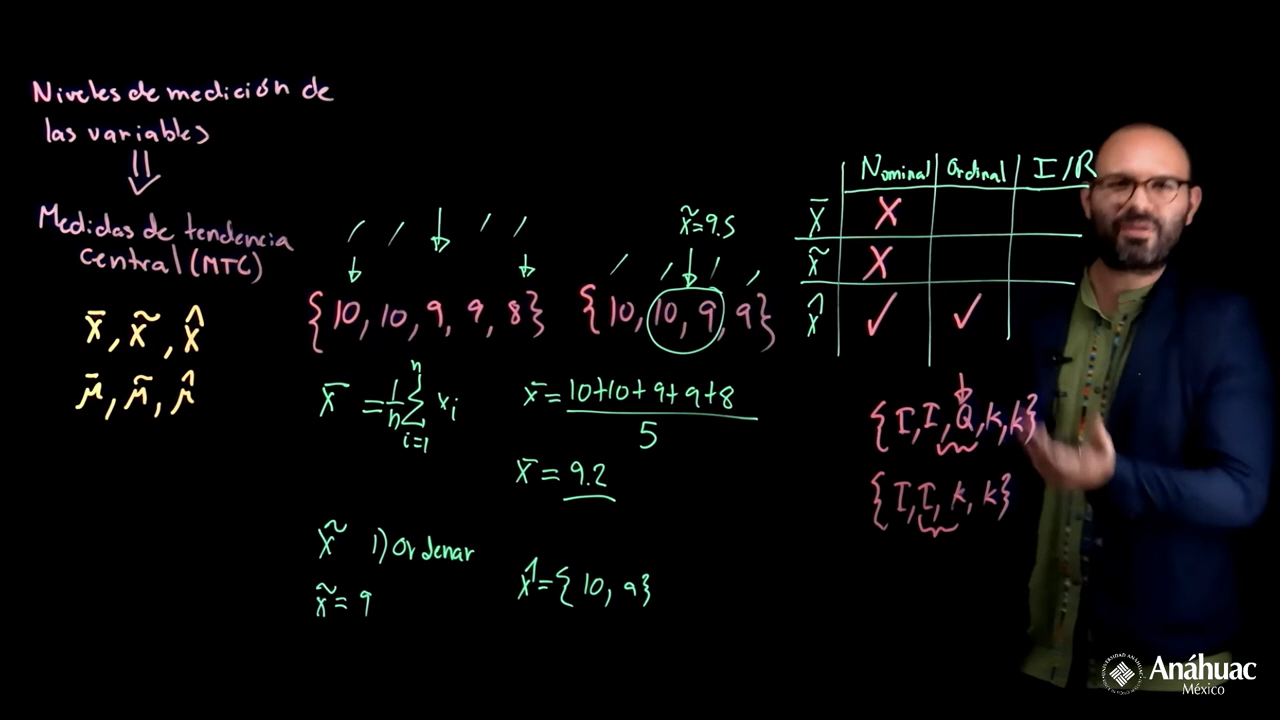 Niveles de medición de
las variables
⇓
Medidas de tendencia
Central (MTC)
x̄, x̃, x̂
μ̄, μ̃, μ̂
{10, 10, 9, 9, 8}
x̃=9.5
{10, 10, 9, 9}
x̄ = 1/n Σ xi
n
i=1
x̄ = 10+10+9+9+8
5
x̄ = 9.2
x̃ 1) Ordenar
x̃ = 9
x̂ = {10, 9}
Nominal Ordinal I/R
x̄ X
x̃ X
x̂ ✓ ✓
{I, I, Q, K, K}
{I, I, K, K}
Anáhuac
México